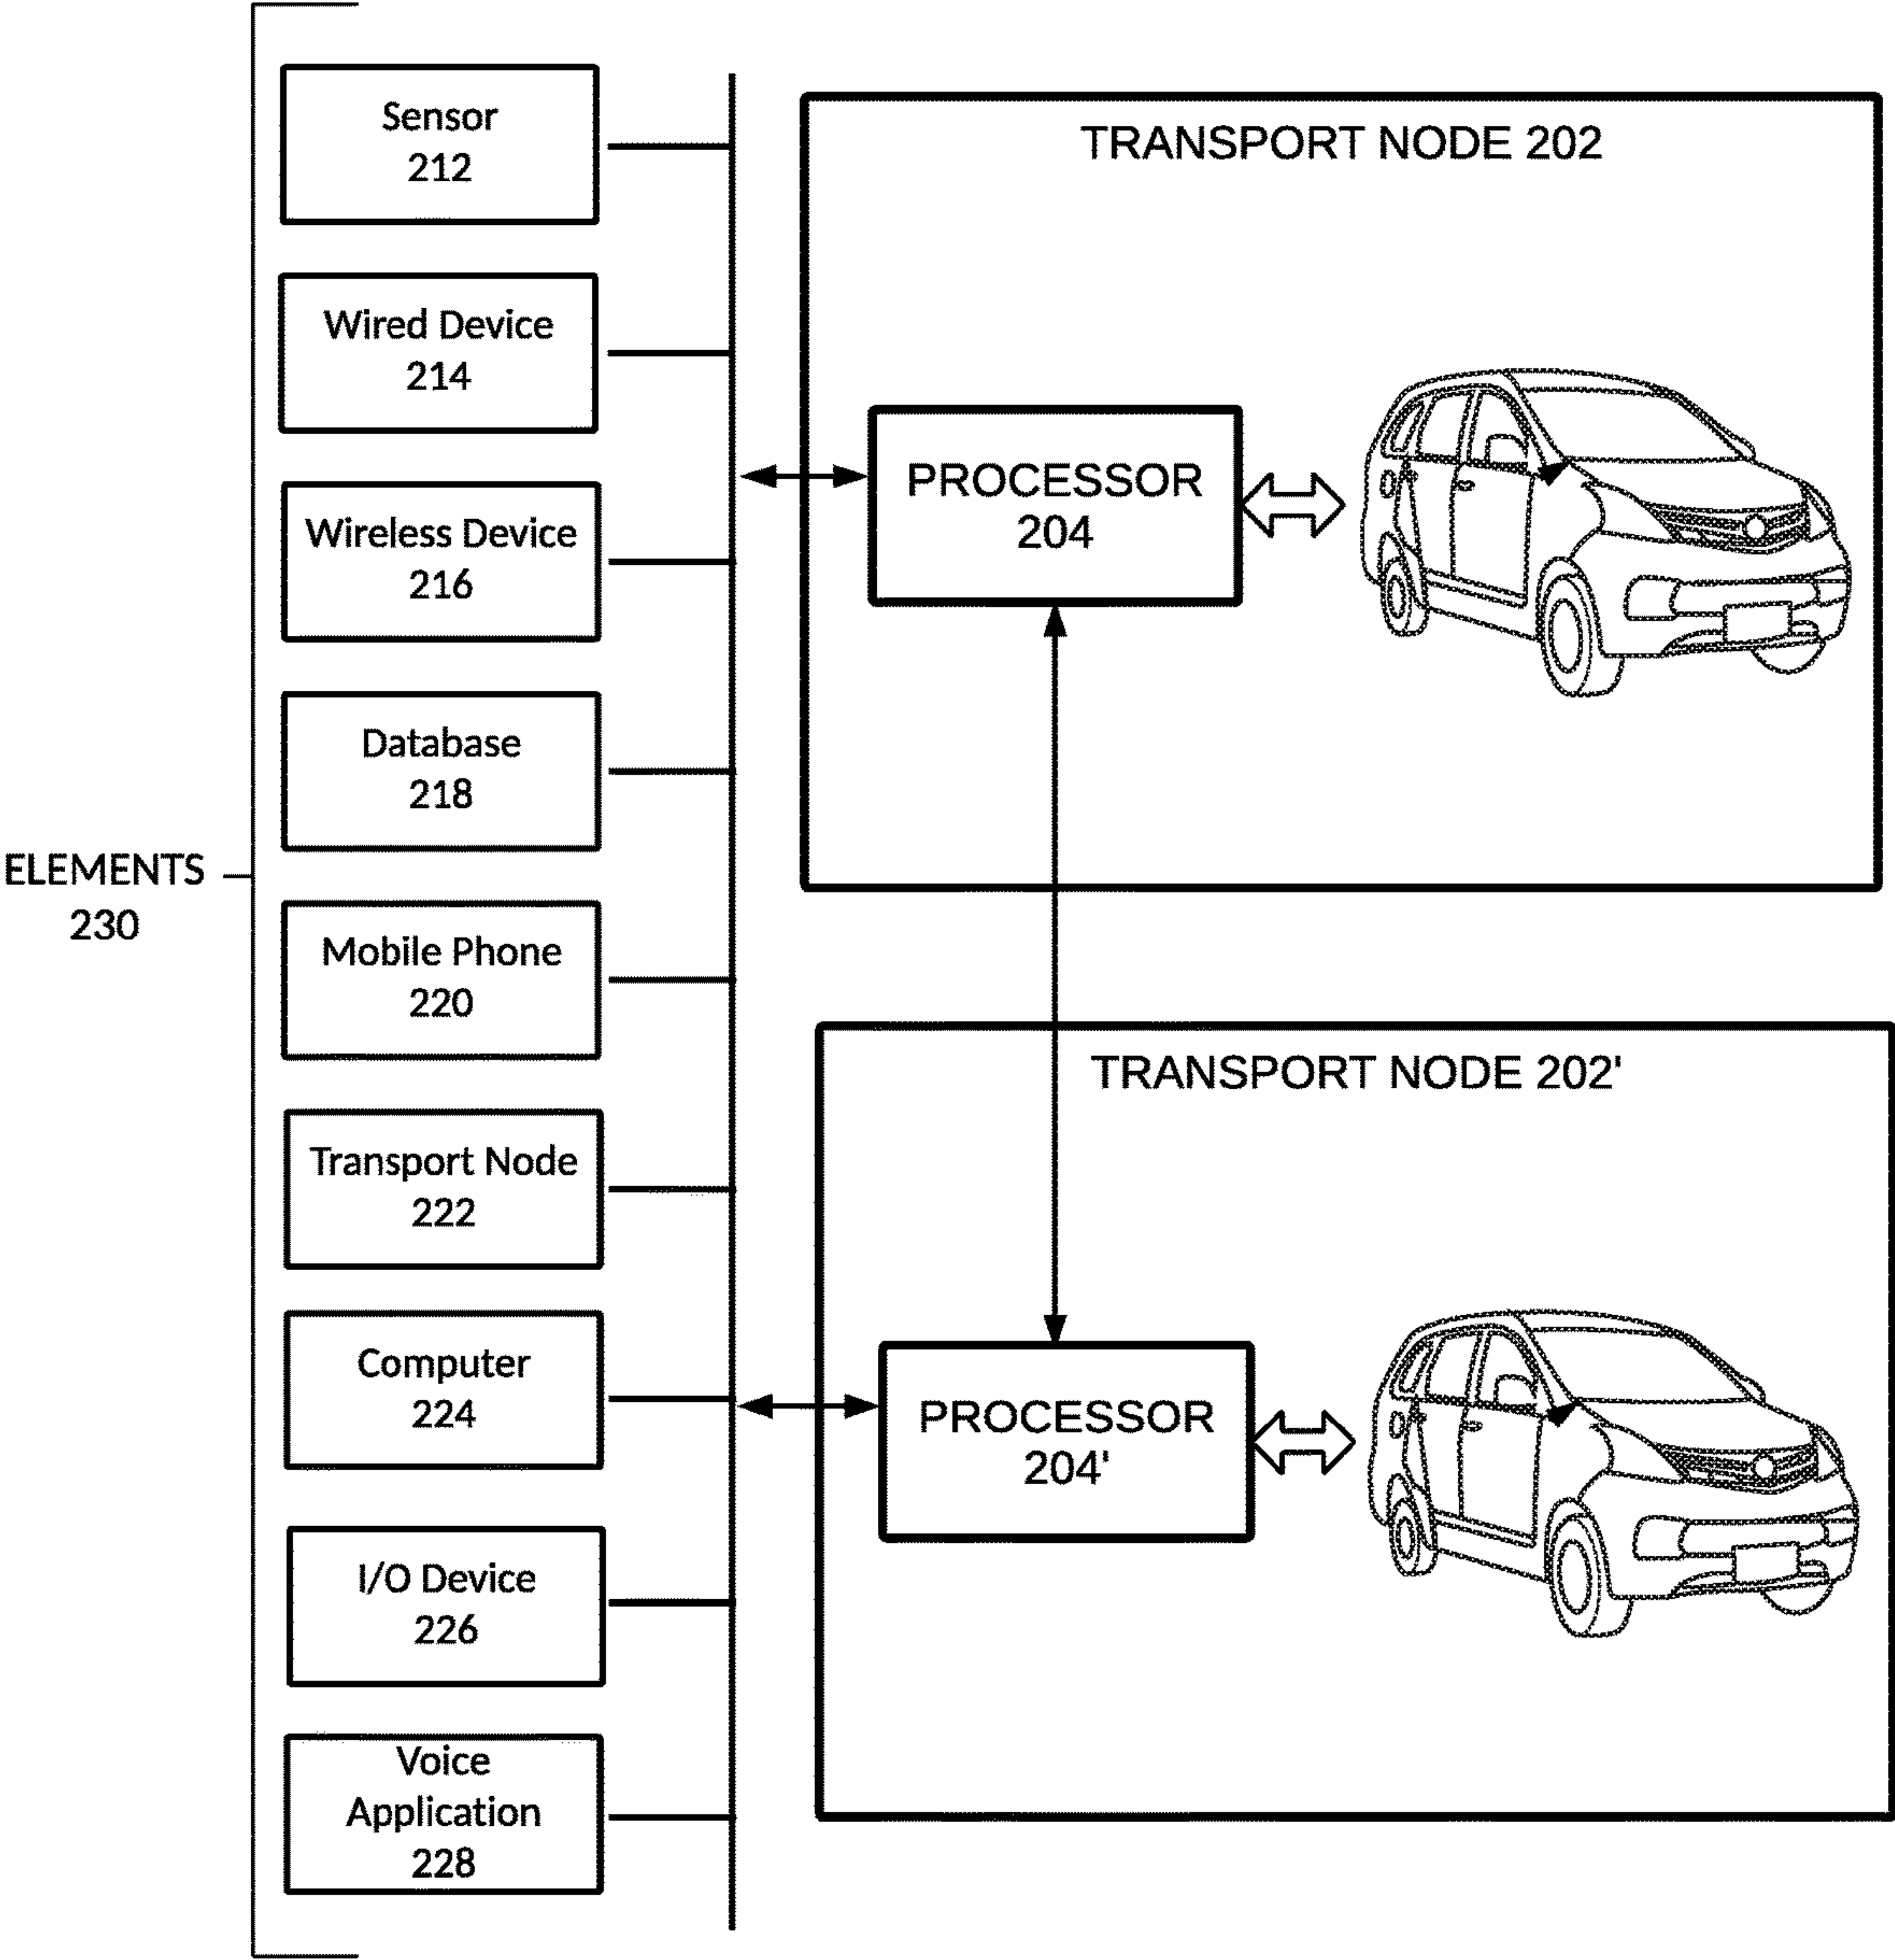 ELEMENTS
230
Sensor
212
Wired Device
214
Wireless Device
216
Database
218
Mobile Phone
220
Transport Node
222
Computer
224
I/O Device
226
Voice
Application
228
TRANSPORT NODE 202
PROCESSOR
204
TRANSPORT NODE 202'
PROCESSOR
204'